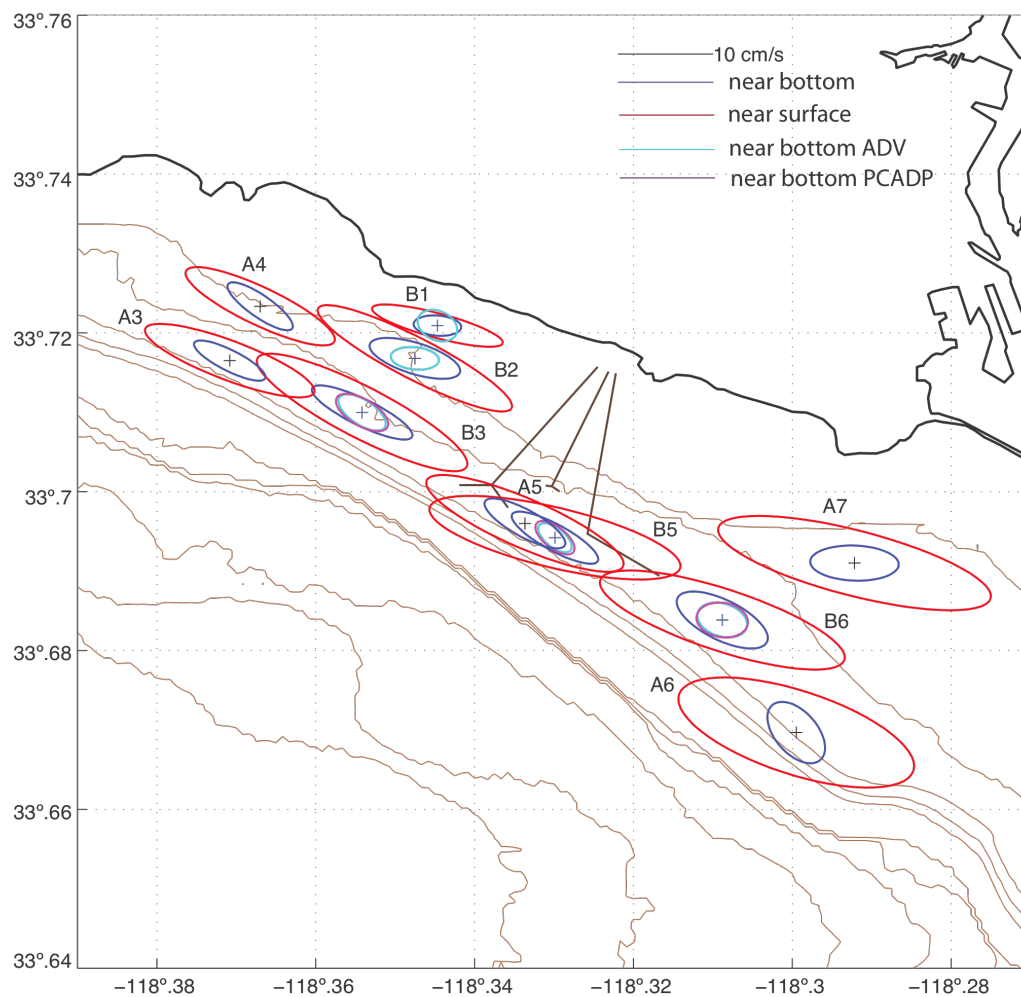 33°.76
10 cm/s
near bottom
near surface
near bottom ADV
near bottom PCADP
33°.74
A4
B1
A3
33°.72
B2
B3
A5
33°.7
A7
B5
B6
33°.68
A6
33°.66
33°.64
−118°.38
−118°.36
−118°.34
−118°.32
−118°.3
−118°.28